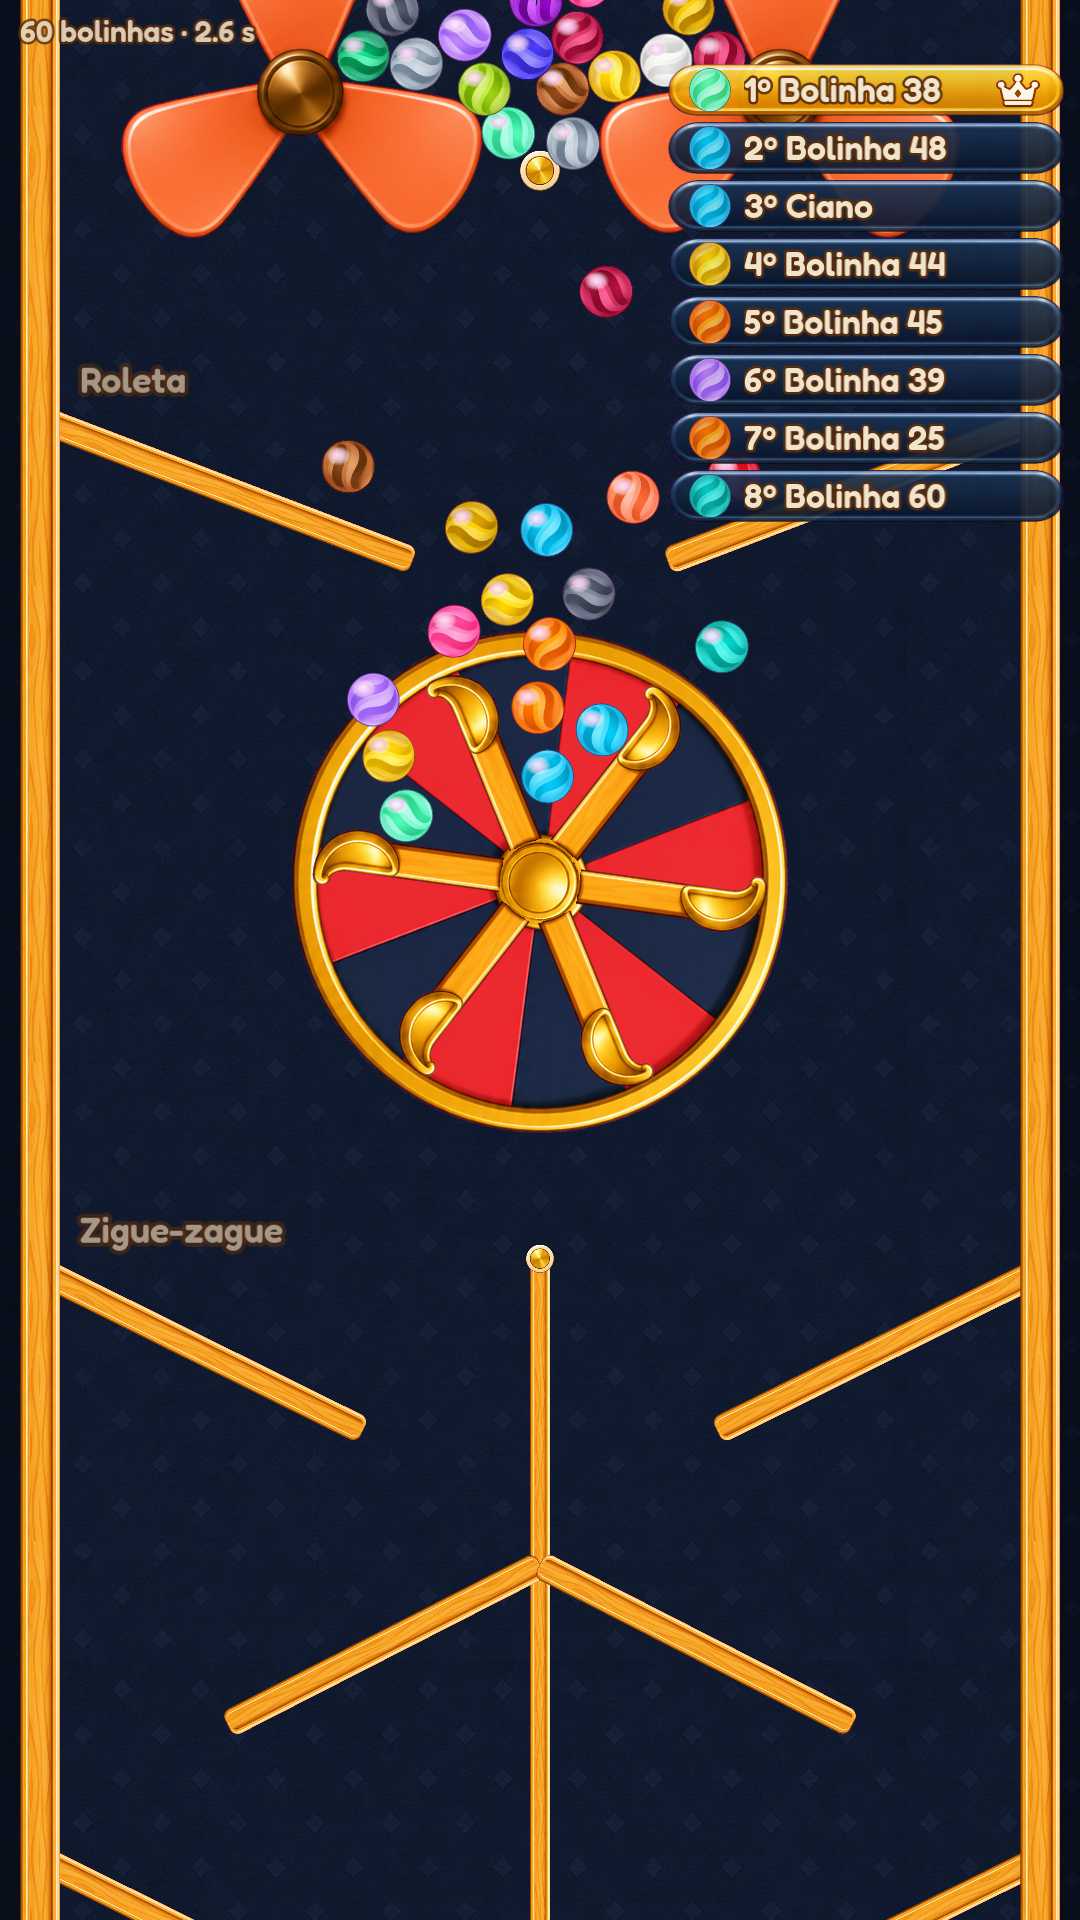 60 bolinhas · 2.6 s
1º Bolinha 38
2º Bolinha 48
3º Ciano
4º Bolinha 44
5º Bolinha 45
6º Bolinha 39
7º Bolinha 25
8º Bolinha 60
Roleta
Zigue-zague